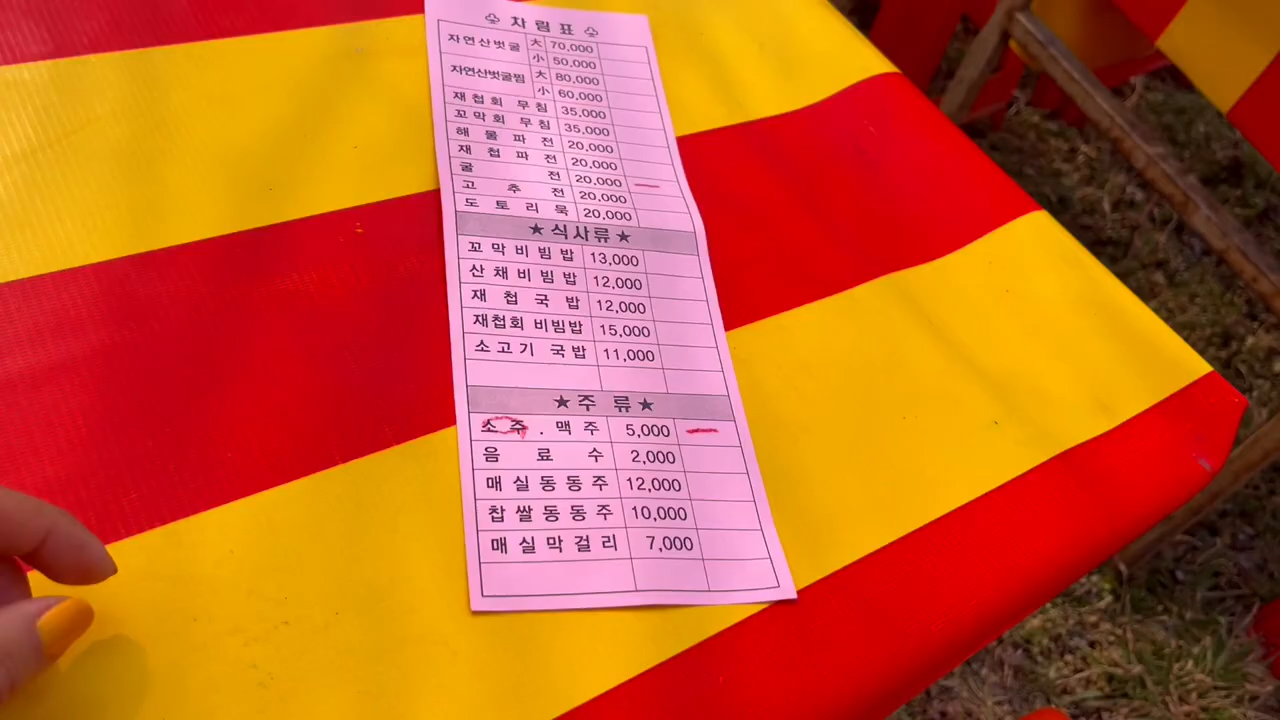 ♧ 차 림 표 ♧
자연산벚굴 大 70,000
小 50,000
자연산벚굴찜 大 80,000
小 60,000
재 첩 회 무 침 35,000
꼬 막 회 무 침 35,000
해 물 파 전 20,000
재 첩 파 전 20,000
굴 전 20,000
고 추 전 20,000
도 토 리 묵 20,000
★식사류★
꼬 막 비 빔 밥 13,000
산 채 비 빔 밥 12,000
재 첩 국 밥 12,000
재첩회 비빔밥 15,000
소고기 국밥 11,000
★주 류★
소 주 . 맥 주 5,000
음 료 수 2,000
매 실 동 동 주 12,000
찹 쌀 동 동 주 10,000
매 실 막 걸 리 7,000